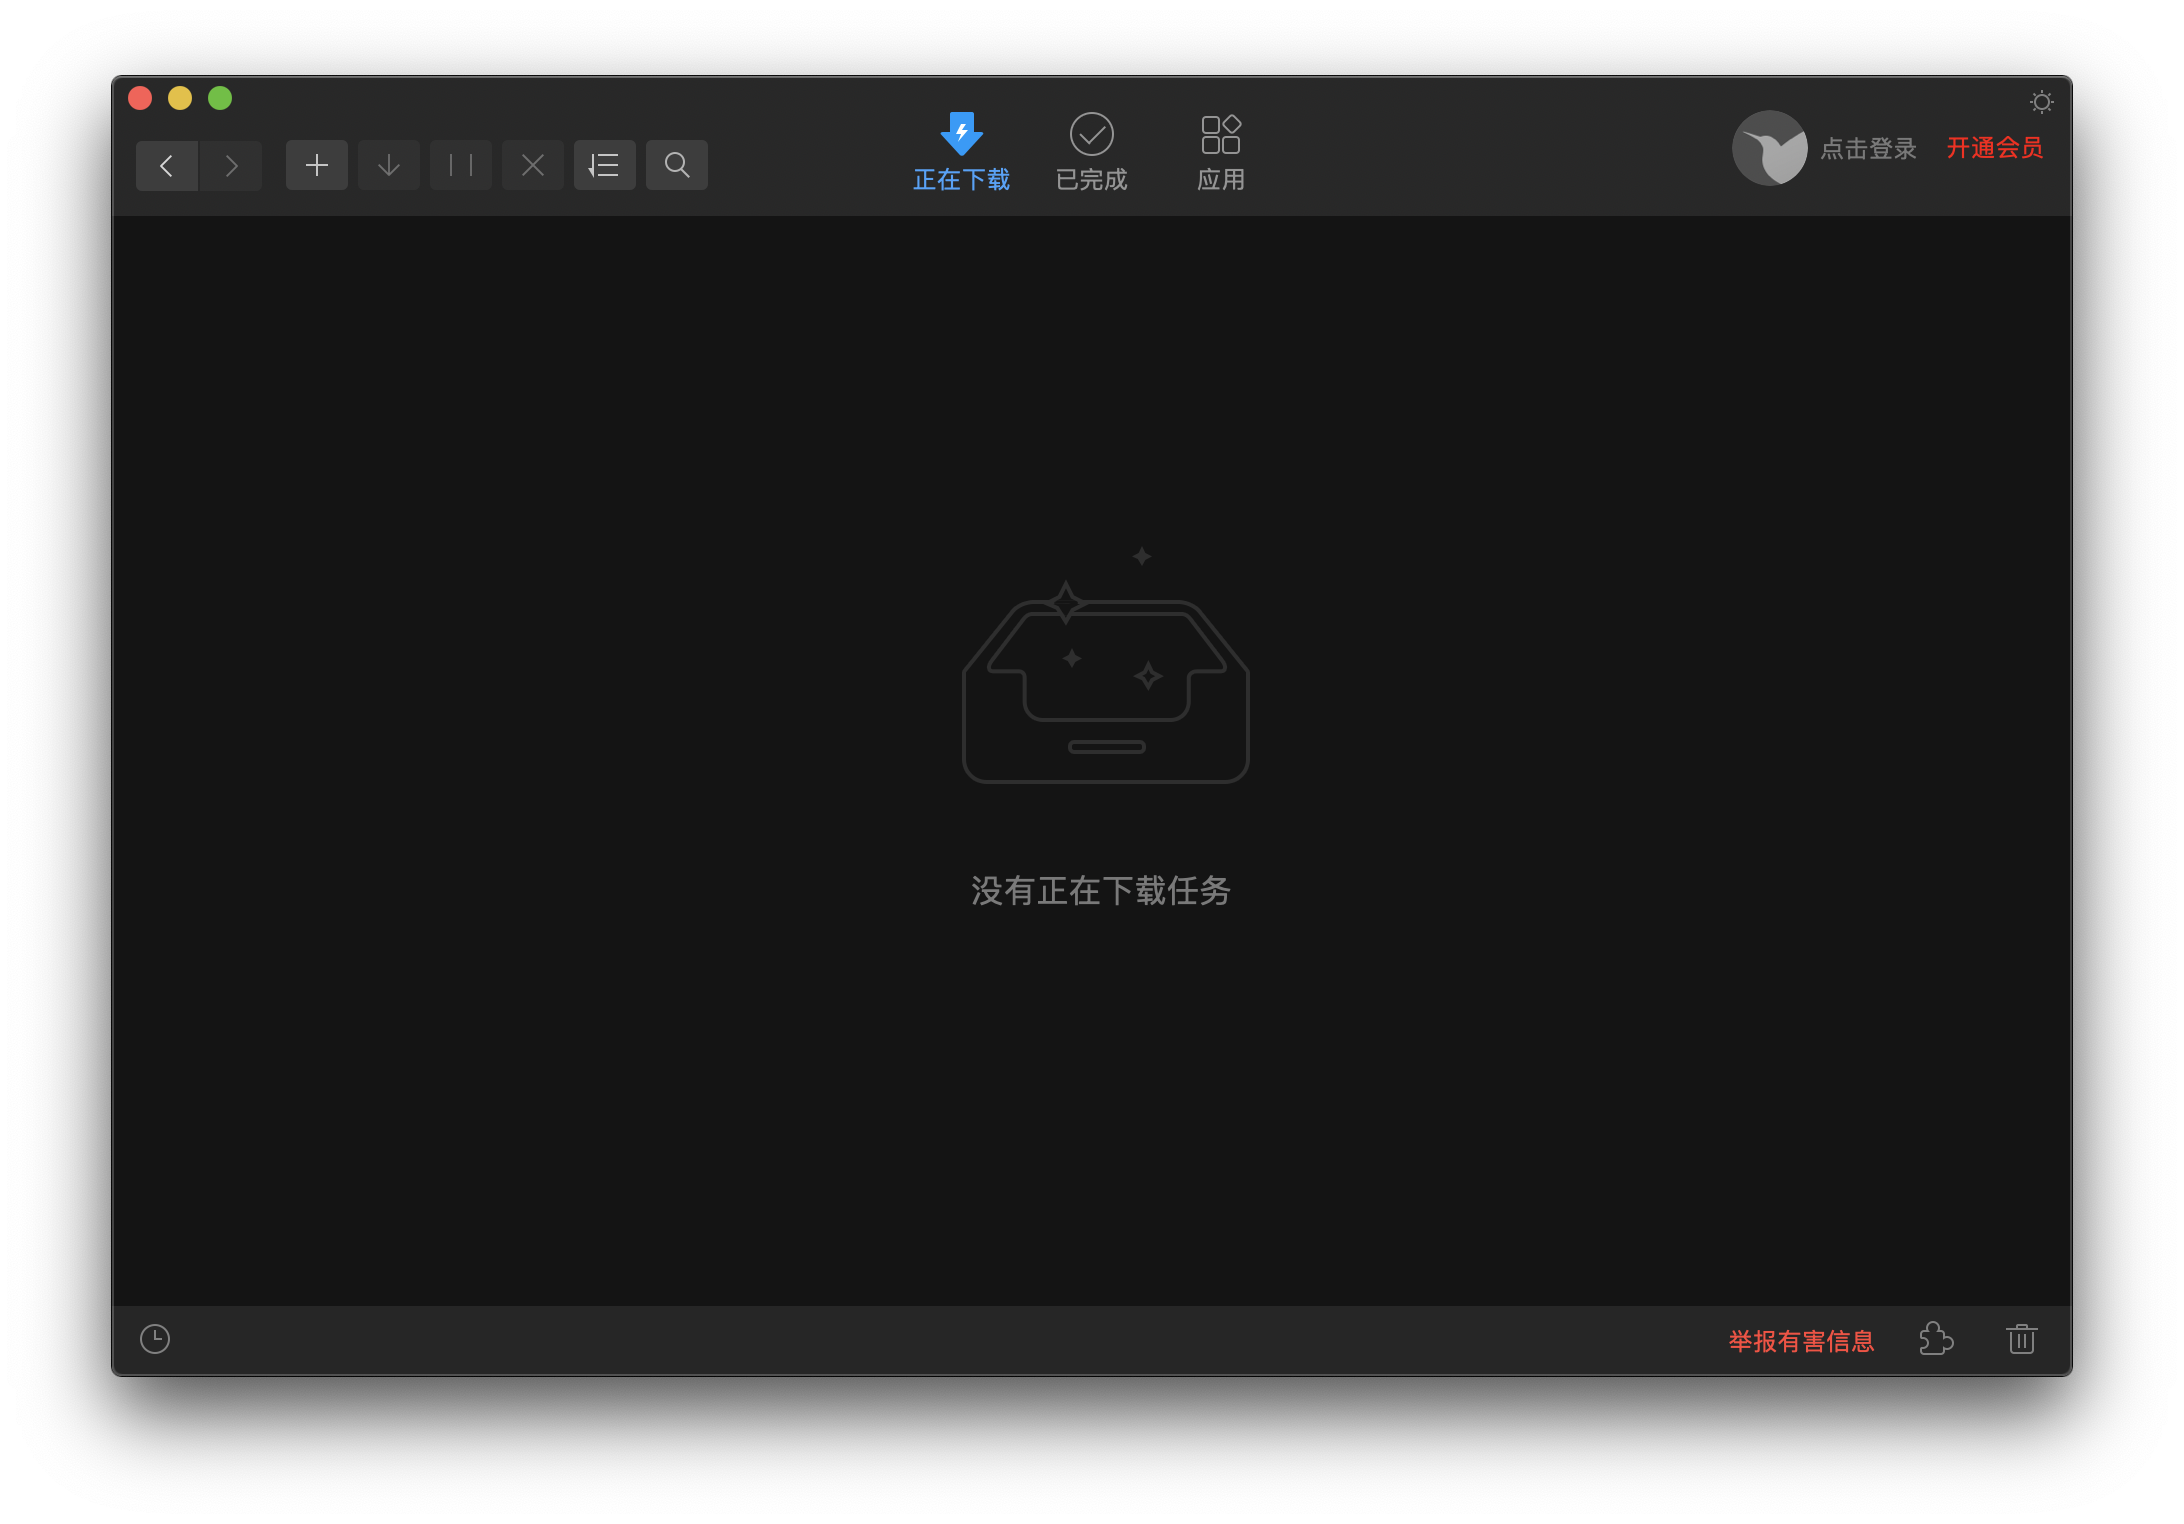 正在下载
已完成
应用
点击登录
开通会员
没有正在下载任务
举报有害信息